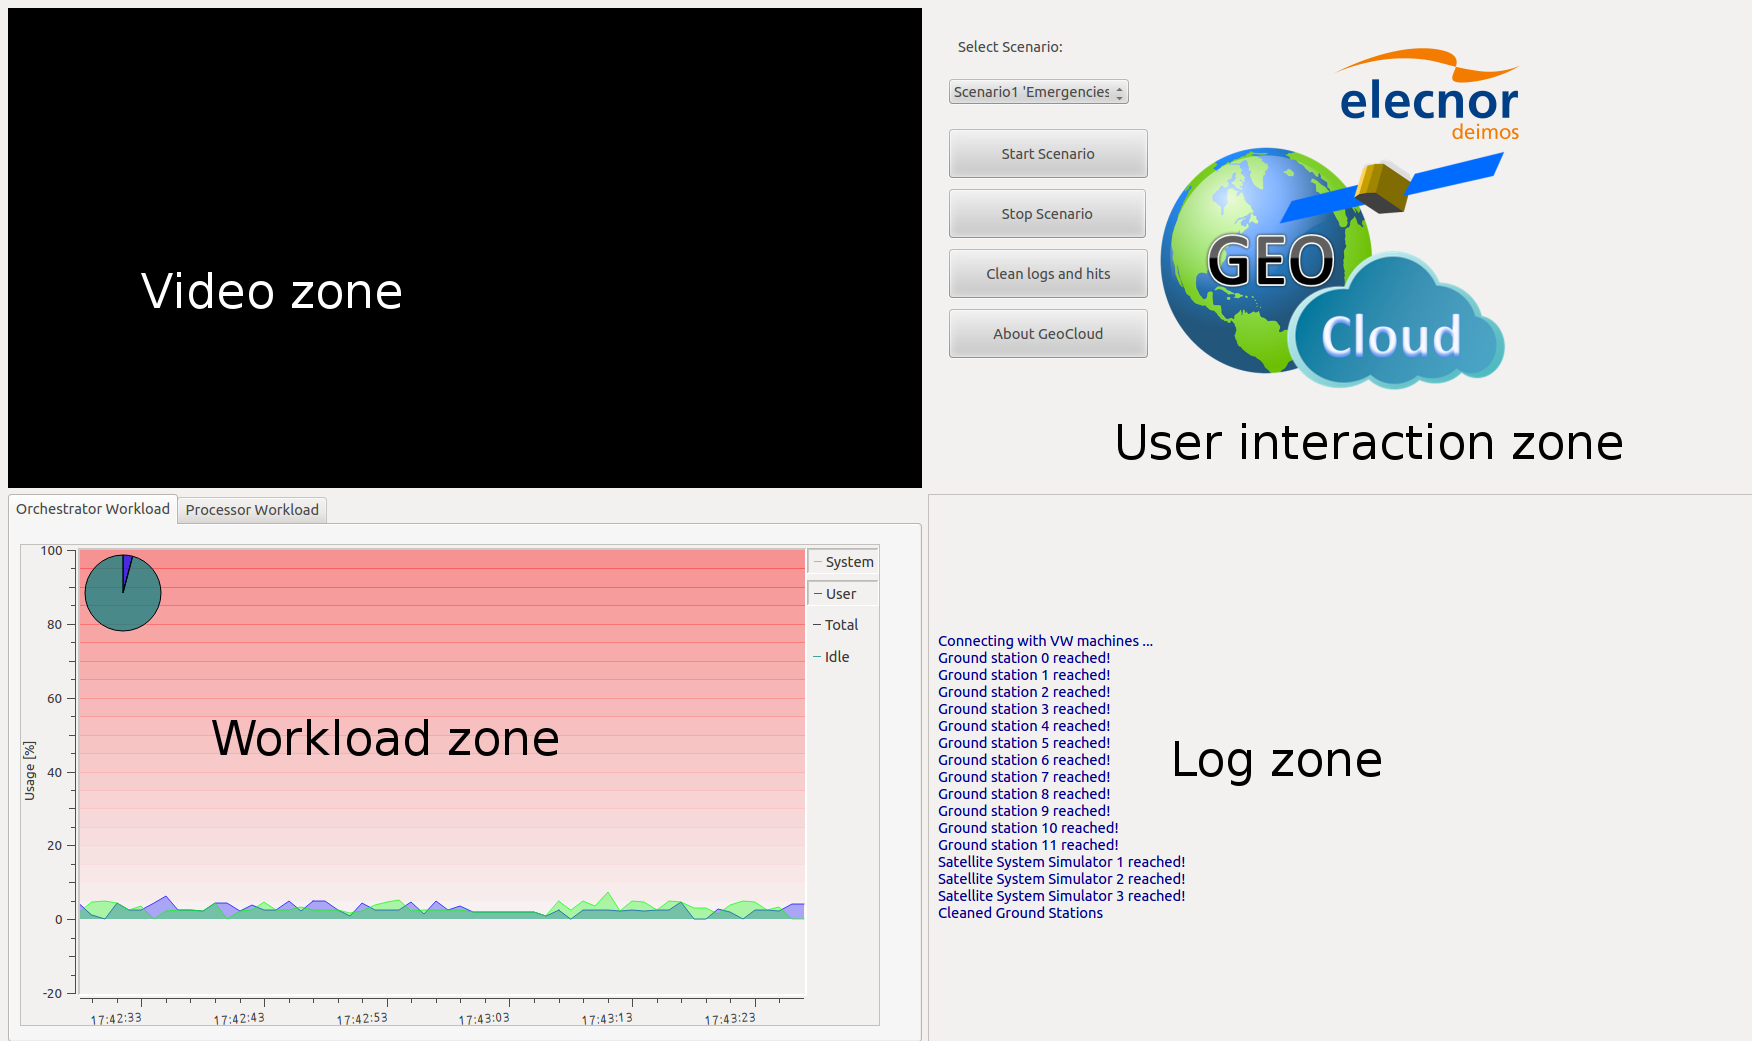 Video zone
Select Scenario:
Scenario1 'Emergencies
Start Scenario
Stop Scenario
Clean logs and hits
About GeoCloud
elecnor
deimos
GEO
Cloud
User interaction zone
Orchestrator Workload
Processor Workload
100
80
60
40
20
0
-20
Usage [%]
System
User
Total
Idle
Workload zone
17:42:33
17:42:43
17:42:53
17:43:03
17:43:13
17:43:23
Connecting with VW machines ...
Ground station 0 reached!
Ground station 1 reached!
Ground station 2 reached!
Ground station 3 reached!
Ground station 4 reached!
Ground station 5 reached!
Ground station 6 reached!
Ground station 7 reached!
Ground station 8 reached!
Ground station 9 reached!
Ground station 10 reached!
Ground station 11 reached!
Satellite System Simulator 1 reached!
Satellite System Simulator 2 reached!
Satellite System Simulator 3 reached!
Cleaned Ground Stations
Log zone